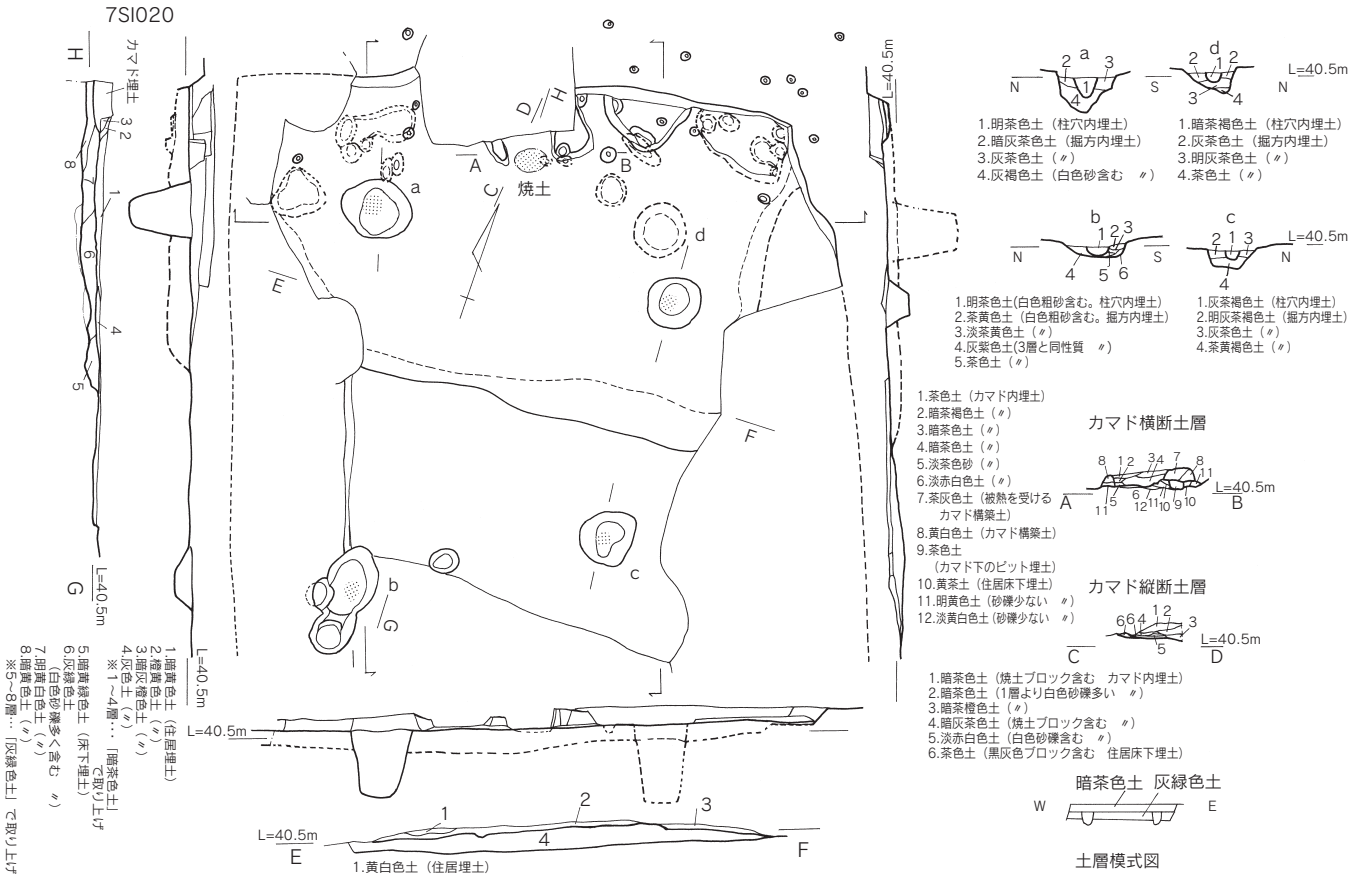 7SI020
H
カマド埋土
3
2
8
1
6
4
5
G
L=40.5m
1.暗黄色土（住居埋土）
2.橙黄色土（〃）
3.暗灰橙色土（〃）
4.灰色土（〃）
※1～4層‥「暗茶色土」
で取り上げ
5.暗黄緑色土（床下埋土）
6.灰緑色土
（白色砂礫多く含む　〃）
7.明黄白色土（〃）
8.暗黄色土（〃）
※5～8層…「灰緑色土」で取り上げ
L=40.5m
D
H
A
B
焼土
C
a
d
E
F
c
b
G
L=40.5m
L=40.5m
L=40.5m
1
2
3
4
E
F
1.黄白色土（住居埋土）
a
2
3
1
4
N
S
d
2
1
2
3
4
N
L=40.5m
1.明茶色土（柱穴内埋土）
2.暗灰茶色土（掘方内埋土）
3.灰茶色土（〃）
4.灰褐色土（白色砂含む　〃）
1.暗茶褐色土（柱穴内埋土）
2.灰茶色土（掘方内埋土）
3.明灰茶色土（〃）
4.茶色土（〃）
b
1
2
3
4
5
6
N
S
c
2
1
3
4
N
L=40.5m
1.明茶色土(白色粗砂含む。柱穴内埋土)
2.茶黄色土（白色粗砂含む。掘方内埋土)
3.淡茶黄色土（〃）
4.灰紫色土(3層と同性質　〃)
5.茶色土（〃）
1.灰茶褐色土（柱穴内埋土）
2.明灰茶褐色土（掘方内埋土）
3.灰茶色土（〃）
4.茶黄褐色土（〃）
1.茶色土（カマド内埋土）
2.暗茶褐色土（〃）
3.暗茶色土（〃）
4.暗茶色土（〃）
5.淡茶色砂（〃）
6.淡赤白色土（〃）
7.茶灰色土（被熱を受ける
カマド構築土）
8.黄白色土（カマド構築土）
9.茶色土
（カマド下のピット埋土）
10.黄茶土（住居床下埋土）
11.明黄色土（砂礫少ない　〃）
12.淡黄白色土（砂礫少ない　〃）
カマド横断土層
8 12 34 7 8 11
11 5 6 12 11 10 9 10
A
B
L=40.5m
カマド縦断土層
664 12 3
5
C
D
L=40.5m
1.暗茶色土（焼土ブロック含む　カマド内埋土）
2.暗茶色土（1層より白色砂礫多い　〃）
3.暗茶橙色土（〃）
4.暗灰茶色土（焼土ブロック含む　〃）
5.淡赤白色土（白色砂礫含む　〃）
6.茶色土（黒灰色ブロック含む　住居床下埋土）
暗茶色土　灰緑色土
W
E
土層模式図